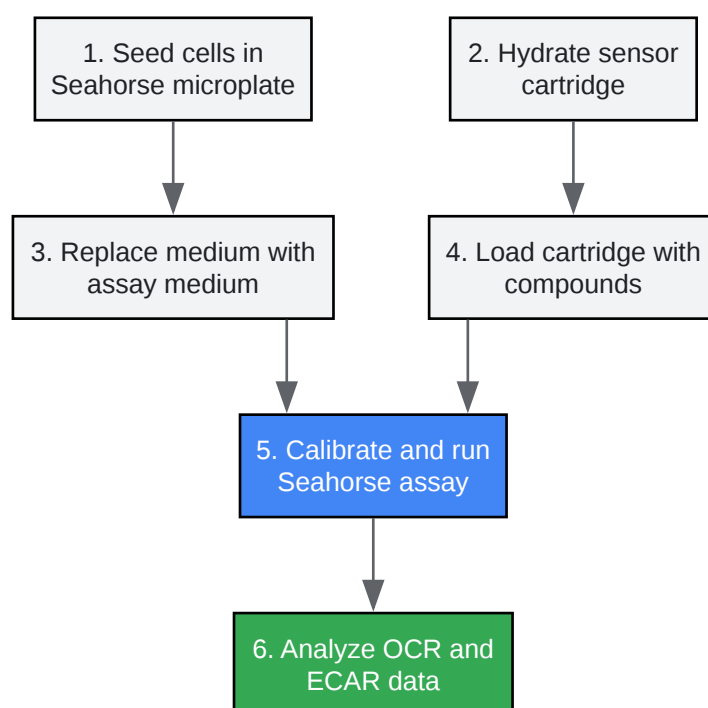 1. Seed cells in
Seahorse microplate
2. Hydrate sensor
cartridge
3. Replace medium with
assay medium
4. Load cartridge with
compounds
5. Calibrate and run
Seahorse assay
6. Analyze OCR and
ECAR data